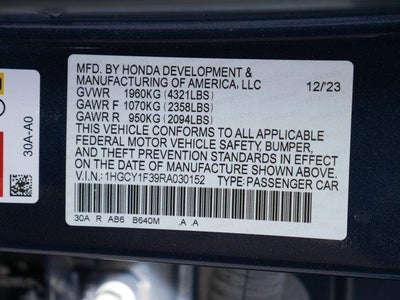 MFD. BY HONDA DEVELOPMENT &
MANUFACTURING OF AMERICA, LLC 12/23
GVWR 1960KG (4321LBS)
GAWR F 1070KG (2358LBS)
GAWR R 950KG (2094LBS)
THIS VEHICLE CONFORMS TO ALL APPLICABLE
FEDERAL MOTOR VEHICLE SAFETY, BUMPER,
AND THEFT PREVENTION STANDARDS IN EFFECT
ON THE DATE OF MANUFACTURE SHOWN ABOVE.
V.I.N.: 1HGCY1F39RA030152 TYPE: PASSENGER CAR
30A R AB6 B640M A A
30A-A0